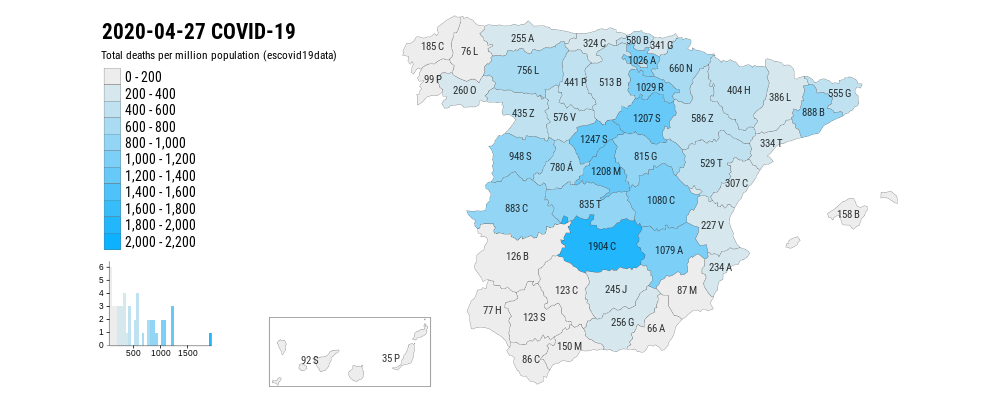 2020-04-27 COVID-19
Total deaths per million population (escovid19data)
0 - 200
200 - 400
400 - 600
600 - 800
800 - 1,000
1,000 - 1,200
1,200 - 1,400
1,400 - 1,600
1,600 - 1,800
1,800 - 2,000
2,000 - 2,200
6
5
4
3
2
1
0
500 1000 1500
185 C
76 L
255 A
324 C
580 B
341 G
1026 A
660 N
99 P
260 O
756 L
441 P
513 B
1029 R
404 H
386 L
555 G
888 B
435 Z
576 V
1207 S
586 Z
334 T
1247 S
948 S
780 Á
1208 M
815 G
529 T
307 C
883 C
835 T
1080 C
227 V
158 B
126 B
1904 C
1079 A
234 A
123 C
245 J
87 M
77 H
123 S
256 G
66 A
150 M
86 C
92 S
35 P